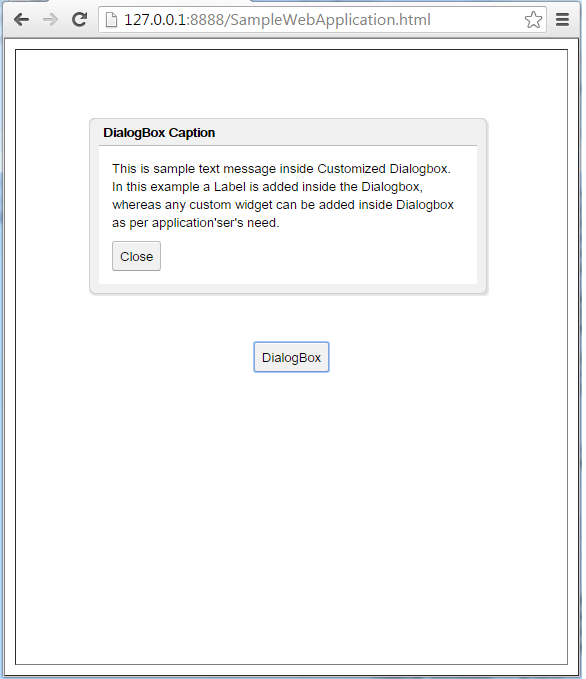 127.0.0.1:8888/SampleWebApplication.html
DialogBox Caption
This is sample text message inside Customized Dialogbox.
In this example a Label is added inside the Dialogbox,
whereas any custom widget can be added inside Dialogbox
as per application'ser's need.
Close
DialogBox